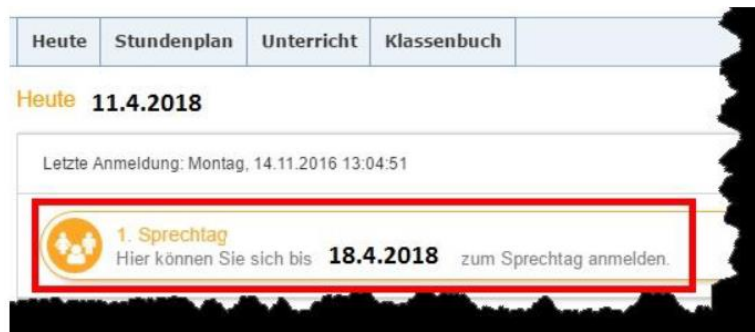 Heute Stundenplan Unterricht Klassenbuch
Heute 11.4.2018
Letzte Anmeldung: Montag, 14.11.2016 13:04:51
1. Sprechtag
Hier können Sie sich bis 18.4.2018 zum Sprechtag anmelden.